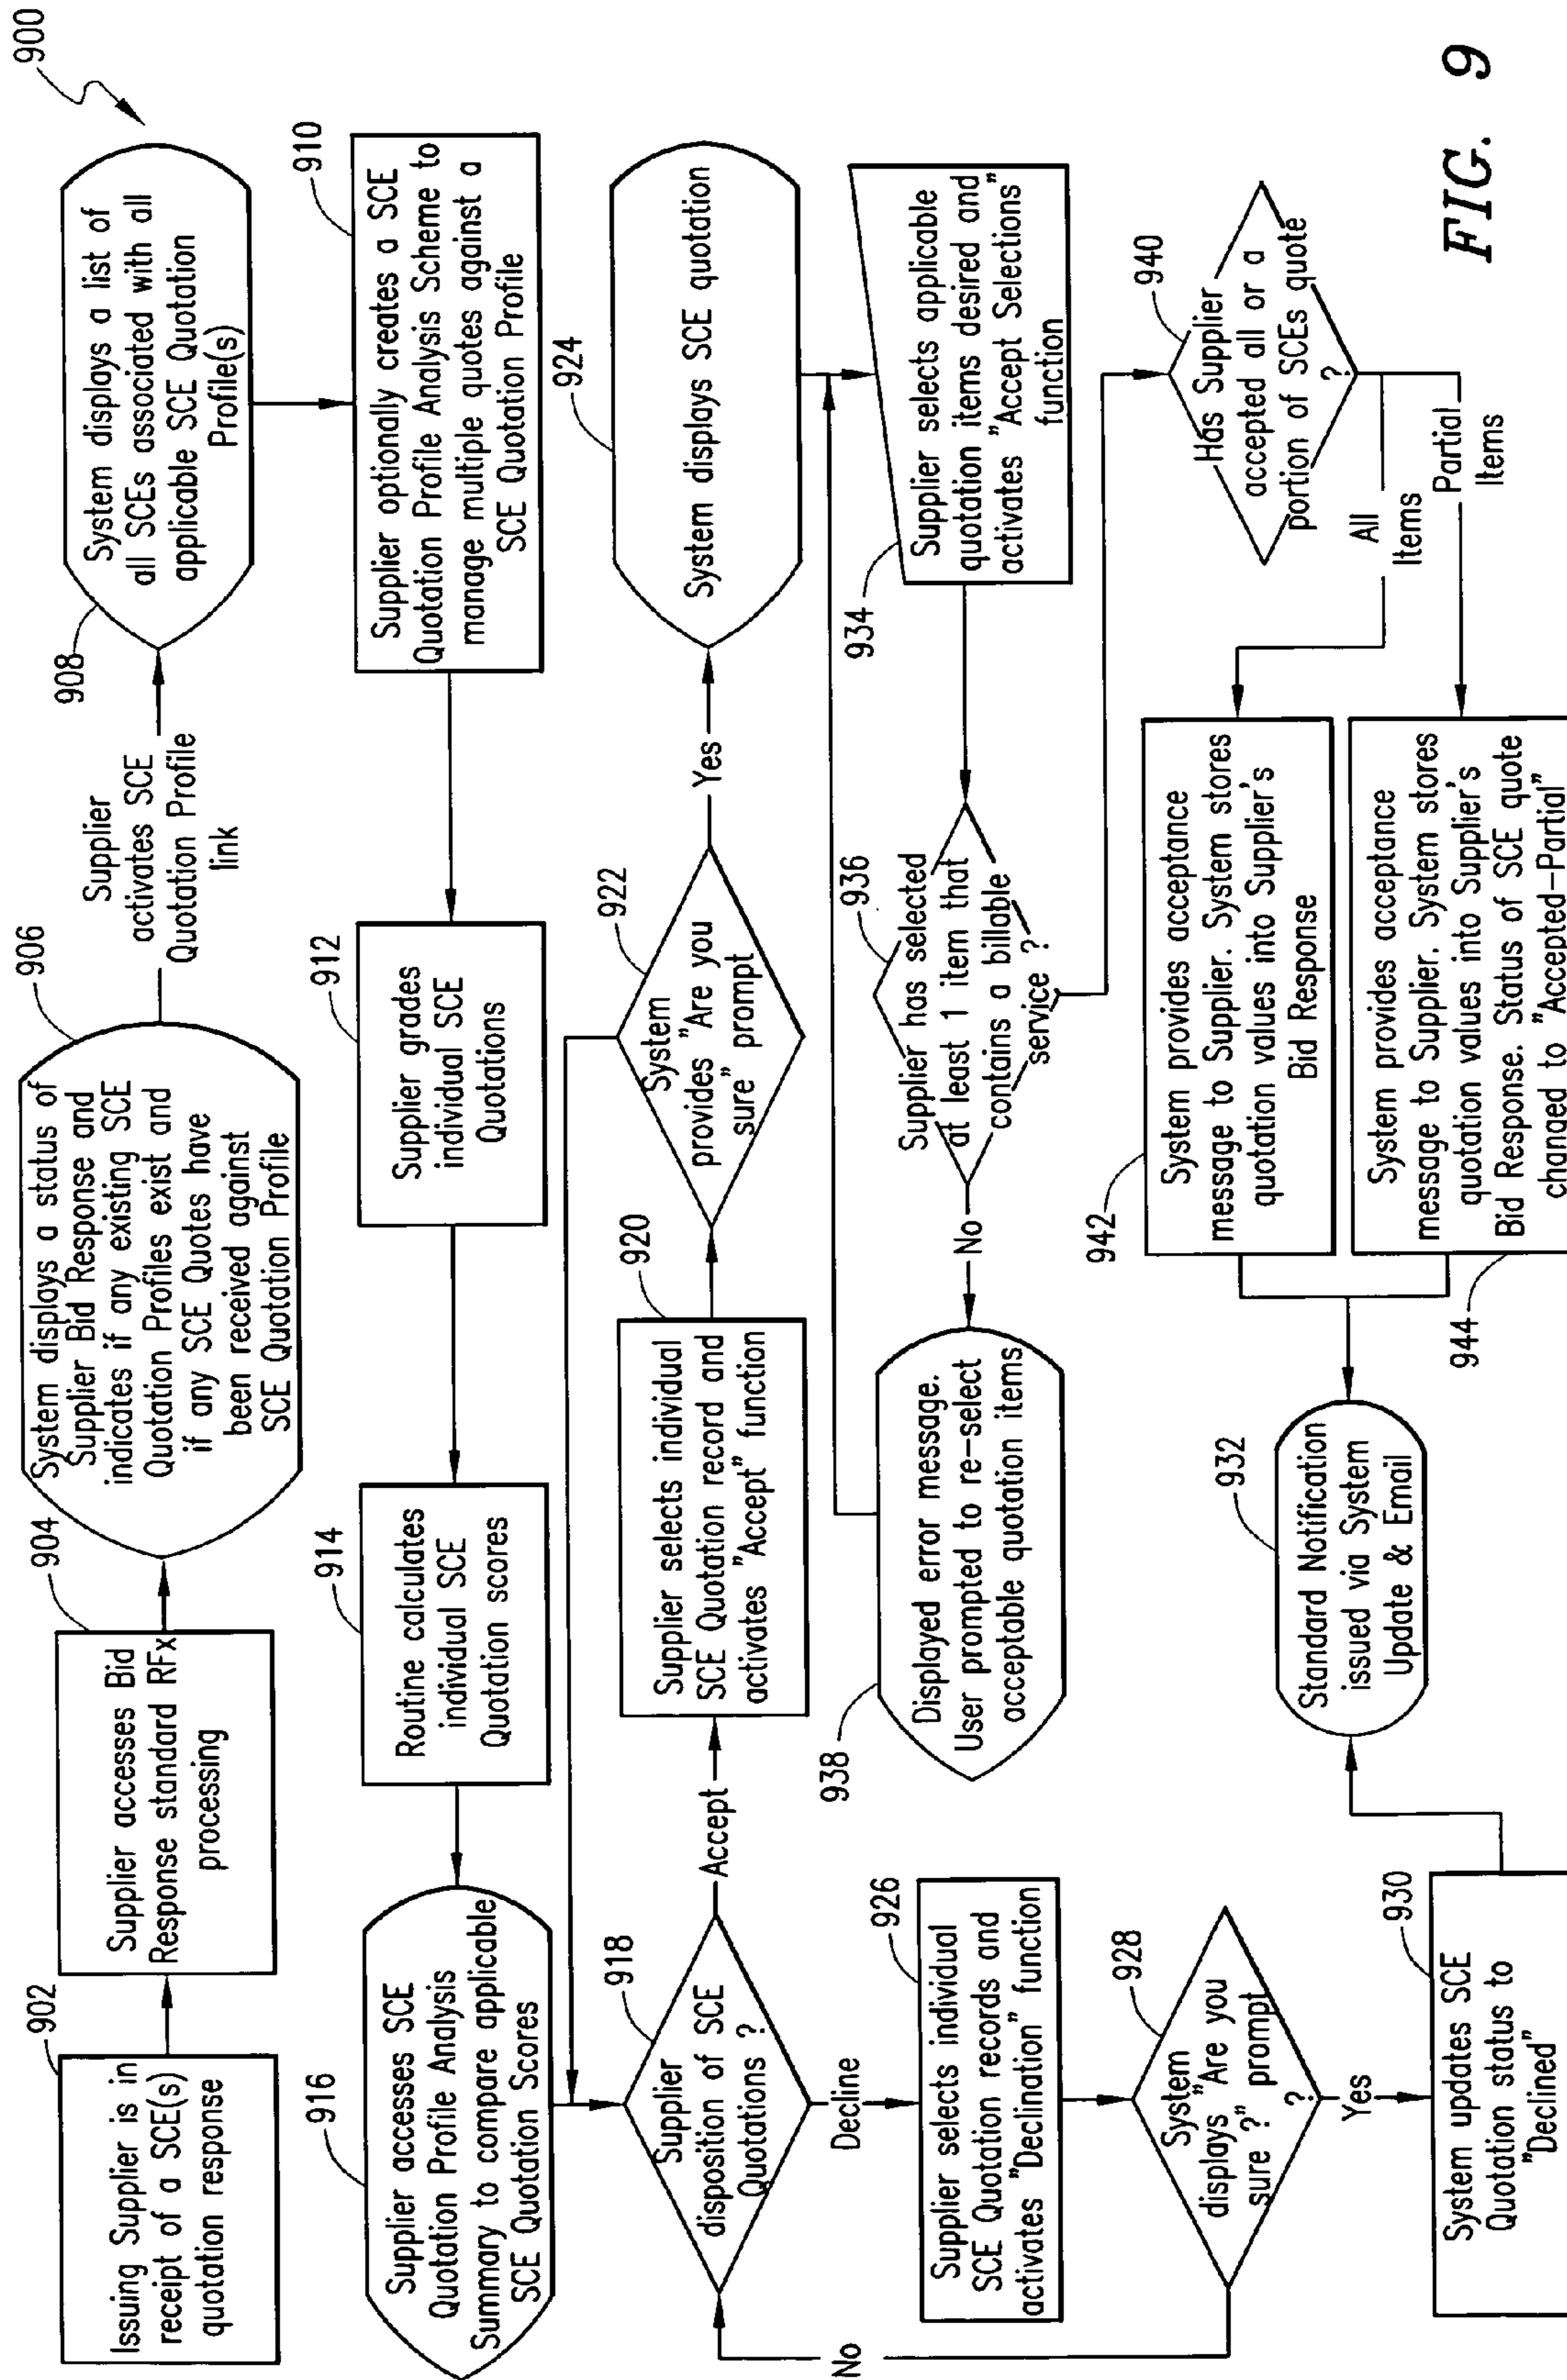 900
902
Issuing Supplier is in
receipt of a SCE(s)
quotation response
904
Supplier accesses Bid
Response standard RFx
processing
906
System displays a status of
Supplier Bid Response and
indicates if any existing SCE
Quotation Profiles exist and
if any SCE Quotes have
been received against
SCE Quotation Profile
Supplier
activates SCE
Quotation Profile
link
908
System displays a list of
all SCEs associated with all
applicable SCE Quotation
Profile(s)
910
Supplier optionally creates a SCE
Quotation Profile Analysis Scheme to
manage multiple quotes against a
SCE Quotation Profile
912
Supplier grades
individual SCE
Quotations
914
Routine calculates
individual SCE
Quotation scores
916
Supplier accesses SCE
Quotation Profile Analysis
Summary to compare applicable
SCE Quotation Scores
918
Supplier
disposition of SCE
Quotations ?
Accept
920
Supplier selects individual
SCE Quotation record and
activates "Accept" function
922
System
provides "Are you
sure" prompt
Yes
924
System displays SCE quotation
Decline
926
Supplier selects individual
SCE Quotation records and
activates "Declination" function
928
System
displays "Are you
sure ?" prompt
?
No
Yes
930
System updates SCE
Quotation status to
"Declined"
932
Standard Notification
issued via System
Update & Email
934
Supplier selects applicable
quotation items desired and"
activates "Accept Selections"
function
936
Supplier has selected
at least 1 item that
contains a billable
service ?
No
938
Displayed error message.
User prompted to re-select
acceptable quotation items
940
Has Supplier
accepted all or a
portion of SCEs quote
?
All
Items
Partial
Items
942
System provides acceptance
message to Supplier. System stores
quotation values into Supplier's
Bid Response
944
System provides acceptance
message to Supplier. System stores
quotation values into Supplier's
Bid Response. Status of SCE quote
changed to "Accepted-Partial"
FIG. 9